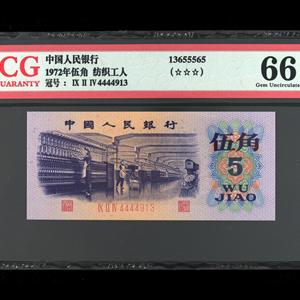 CG
GUARANTY
中国人民银行
1972年伍角 纺织工人
冠号： IX II IV 4444913
13655565
(☆☆☆)
66
Gem Uncirculated
中国人民银行
伍角
5
WU
JIAO
IX II IV 4444913